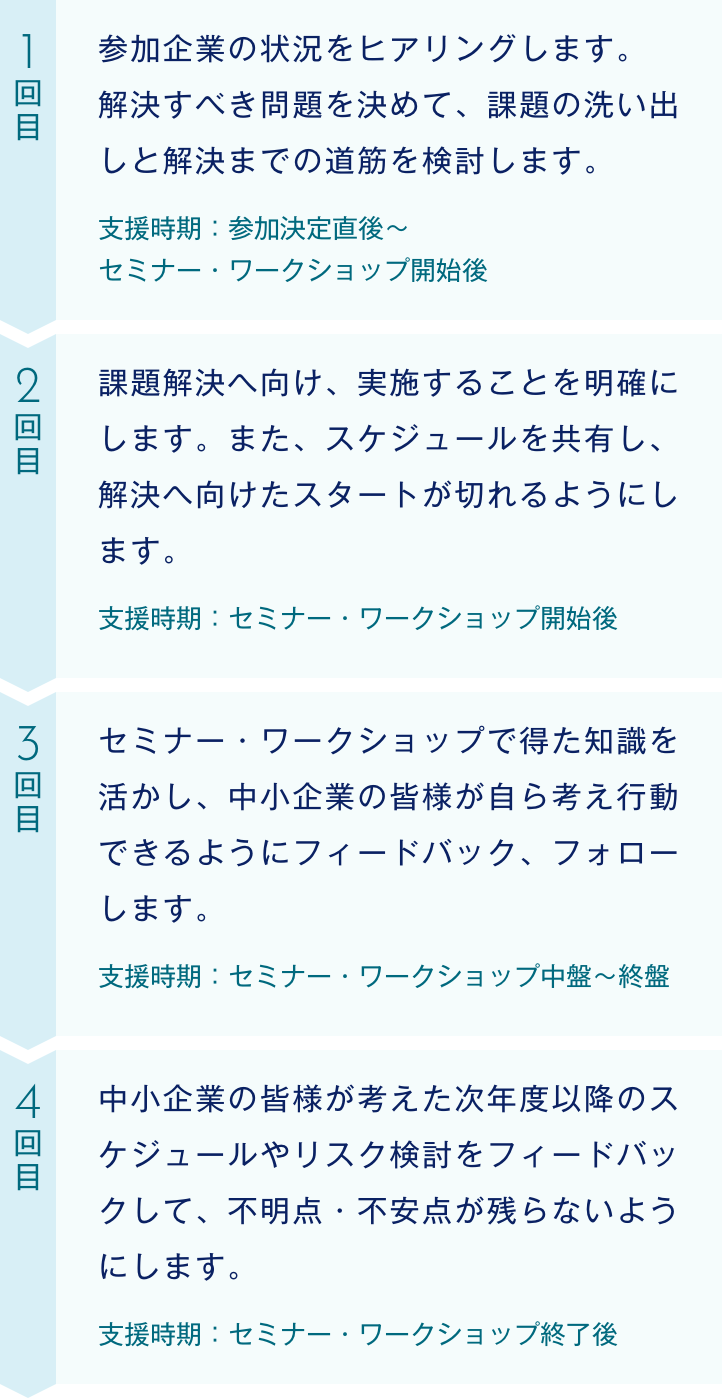 1回目
参加企業の状況をヒアリングします。
解決すべき問題を決めて、課題の洗い出
しと解決までの道筋を検討します。
支援時期：参加決定直後～
セミナー・ワークショップ開始後
2回目
課題解決へ向け、実施することを明確に
します。また、スケジュールを共有し、
解決へ向けたスタートが切れるようにし
ます。
支援時期：セミナー・ワークショップ開始後
3回目
セミナー・ワークショップで得た知識を
活かし、中小企業の皆様が自ら考え行動
できるようにフィードバック、フォロー
します。
支援時期：セミナー・ワークショップ中盤～終盤
4回目
中小企業の皆様が考えた次年度以降のス
ケジュールやリスク検討をフィードバッ
クして、不明点・不安点が残らないよう
にします。
支援時期：セミナー・ワークショップ終了後